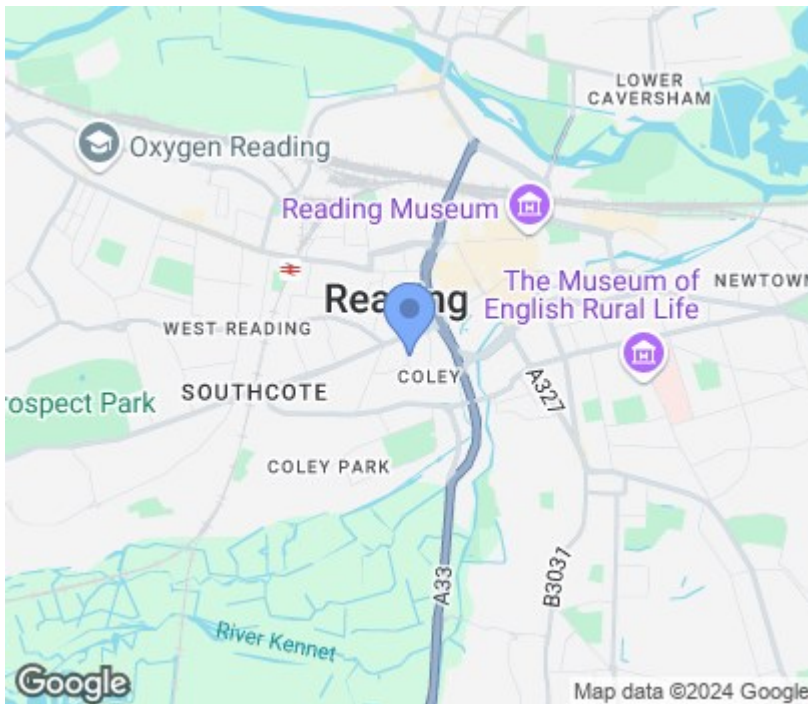 LOWER
CAVERSHAM
Oxygen Reading
Reading Museum
The Museum of
English Rural Life
NEWTOWN
Reading
WEST READING
SOUTHCOTE
COLEY
A327
rospect Park
COLEY PARK
A33
B3037
River Kennet
Google
Map data ©2024 Google